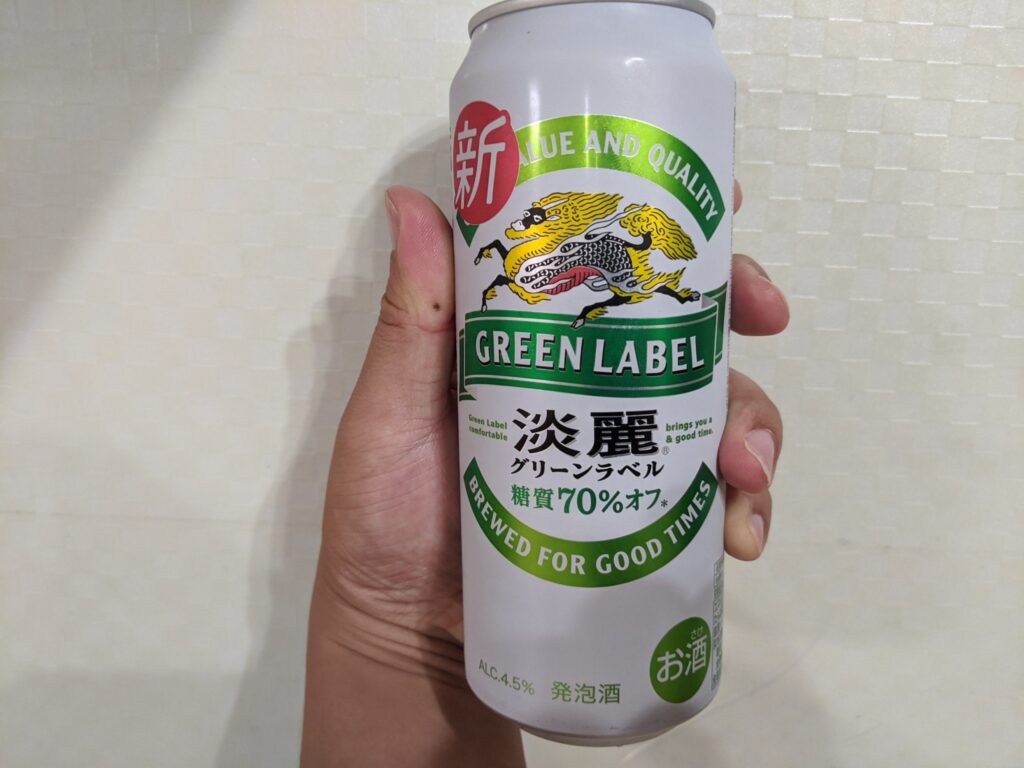 新
VALUE AND QUALITY
GREEN LABEL
Green Label
comfortable
淡麗®
brings you a
& good time.
グリーンラベル
糖質70%オフ*
BREWED FOR GOOD TIMES
ALC.4.5% 発泡酒
さけ
お酒